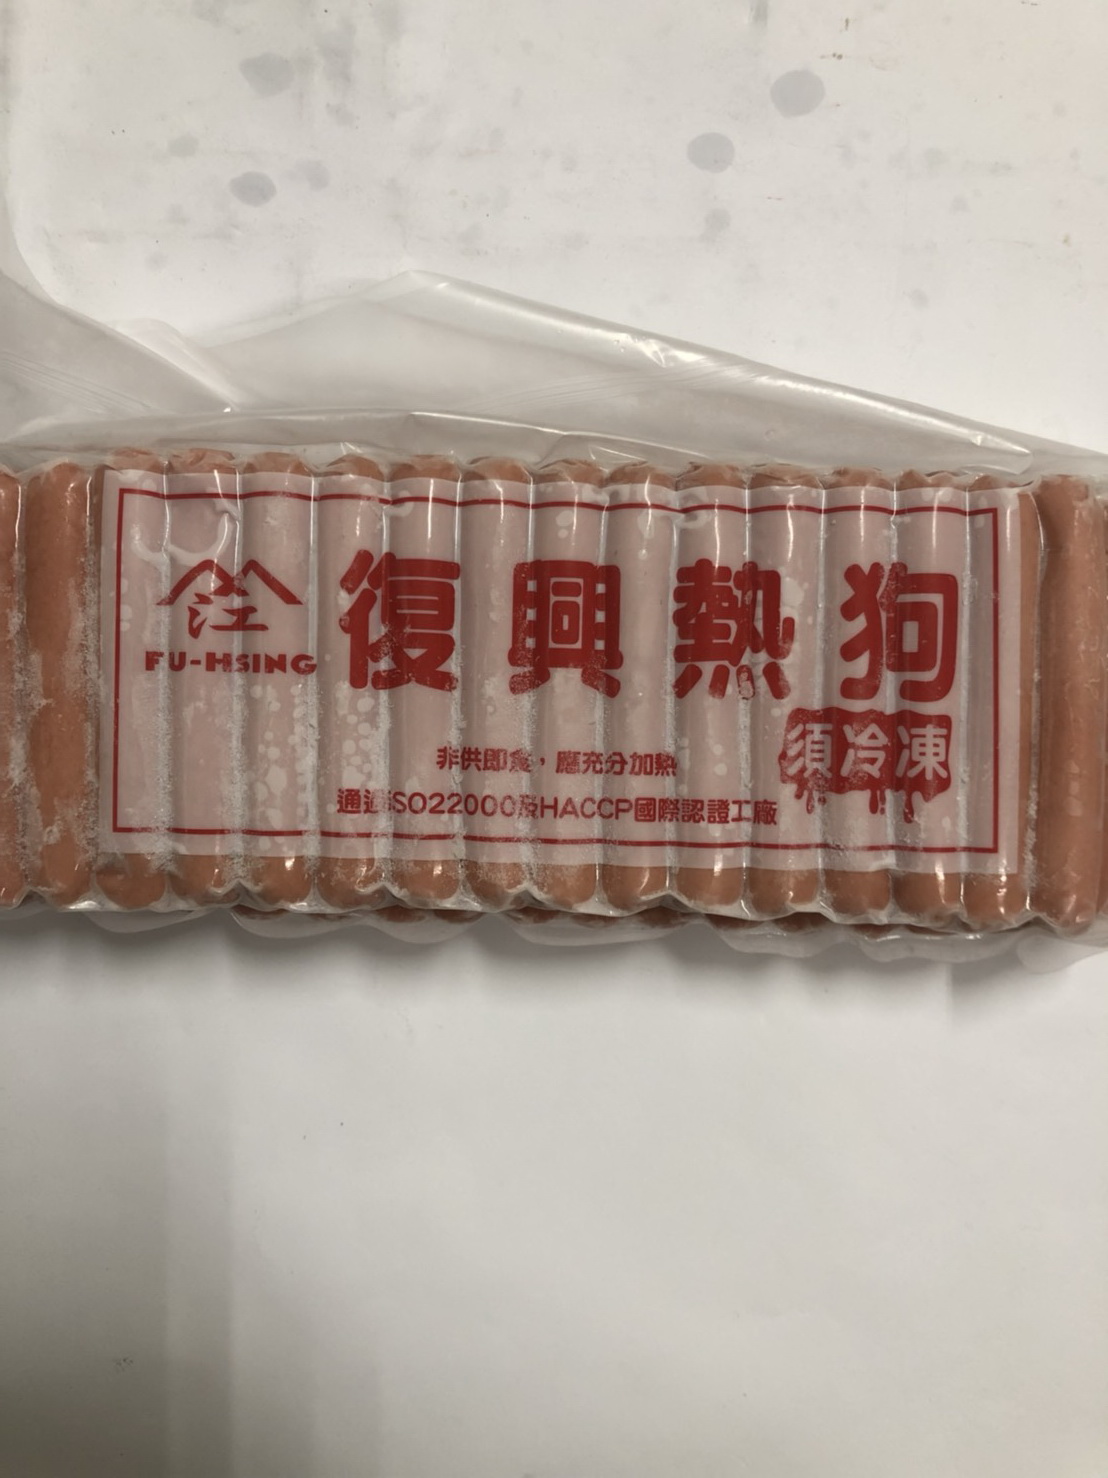 江
FU-HSING
復興熱狗
須冷凍
非供即食，應充分加熱
通過ISO22000及HACCP國際認證工廠